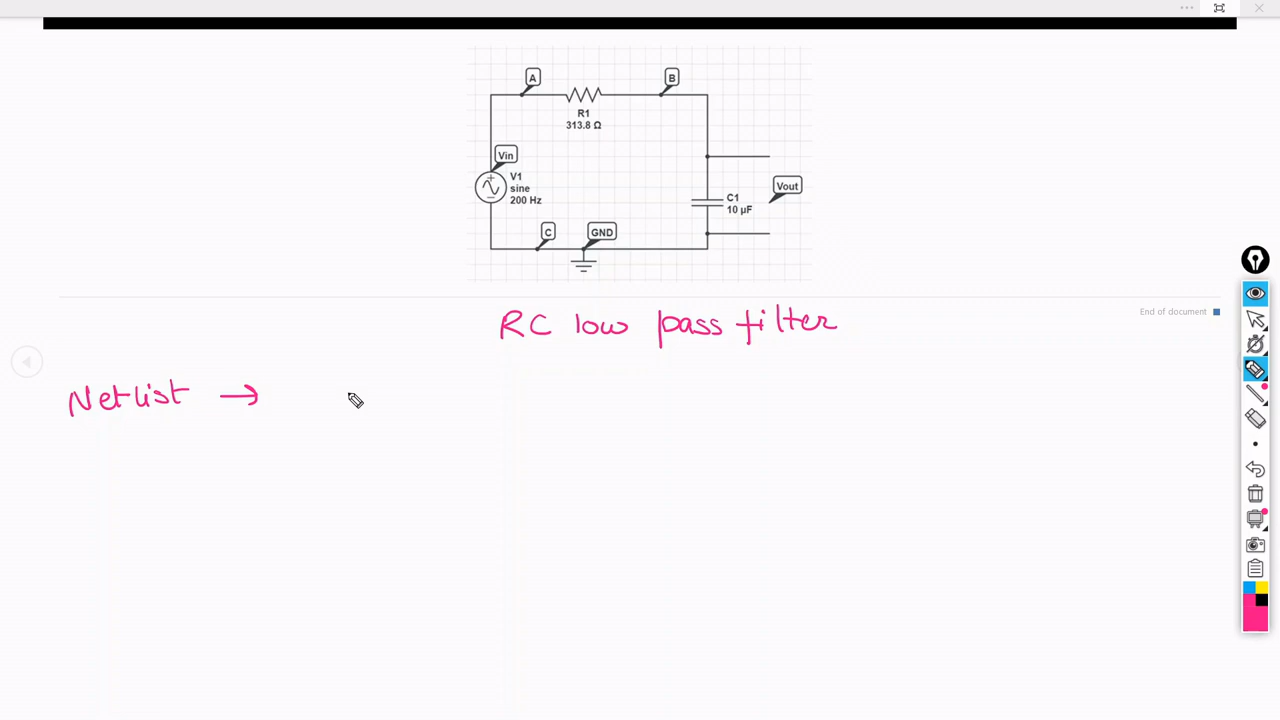 A
B
R1
313.8 Ω
Vin
V1
sine
200 Hz
Vout
C1
10 µF
C
GND
End of document
RC low pass filter
Netlist →